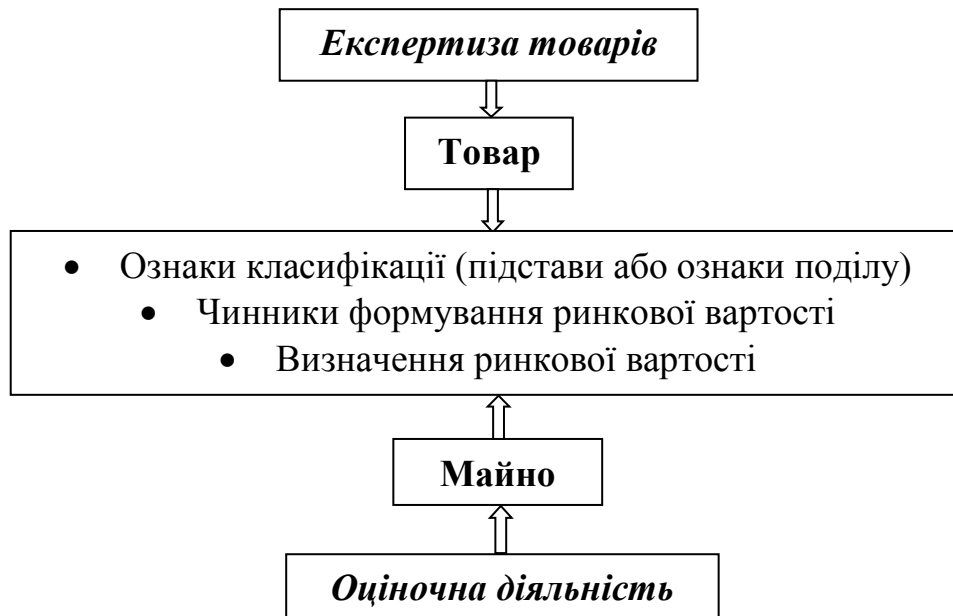 Експертиза товарів
Товар
• Ознаки класифікації (підстави або ознаки поділу)
• Чинники формування ринкової вартості
• Визначення ринкової вартості
Майно
Оціночна діяльність